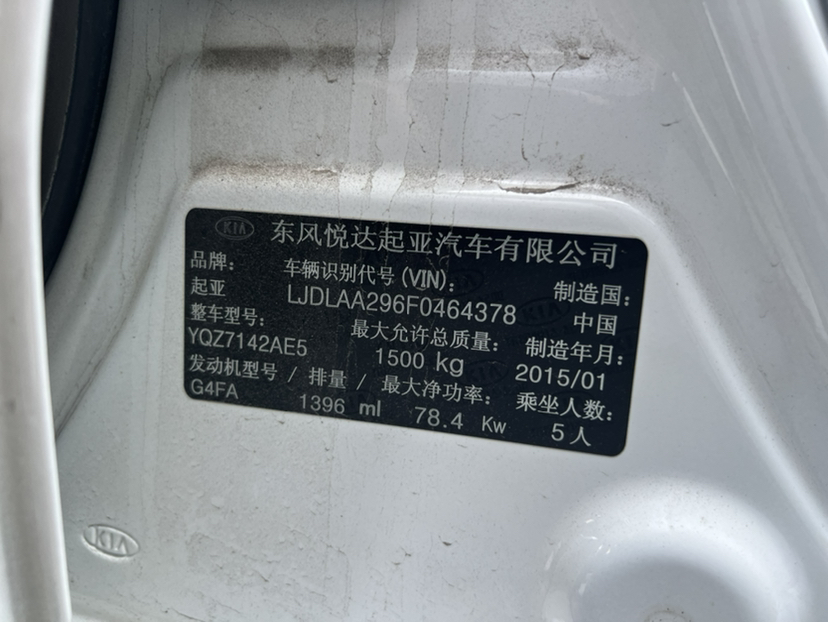 KIA 东风悦达起亚汽车有限公司
品牌： 车辆识别代号(VIN)： 制造国：
起亚 LJDLAA296F0464378 中国
整车型号： 最大允许总质量： 制造年月：
YQZ7142AE5 1500 kg 2015/01
发动机型号 / 排量 / 最大净功率： 乘坐人数：
G4FA 1396 ml 78.4 Kw 5人
KIA